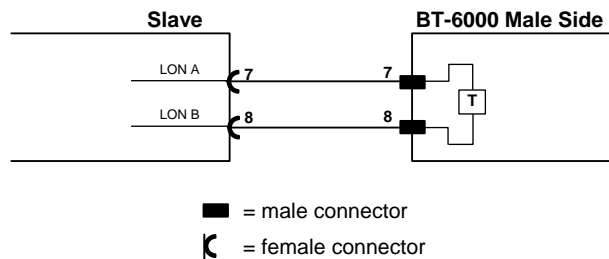 Slave
BT-6000 Male Side
LON A
7
7
T
LON B
8
8
= male connector
= female connector